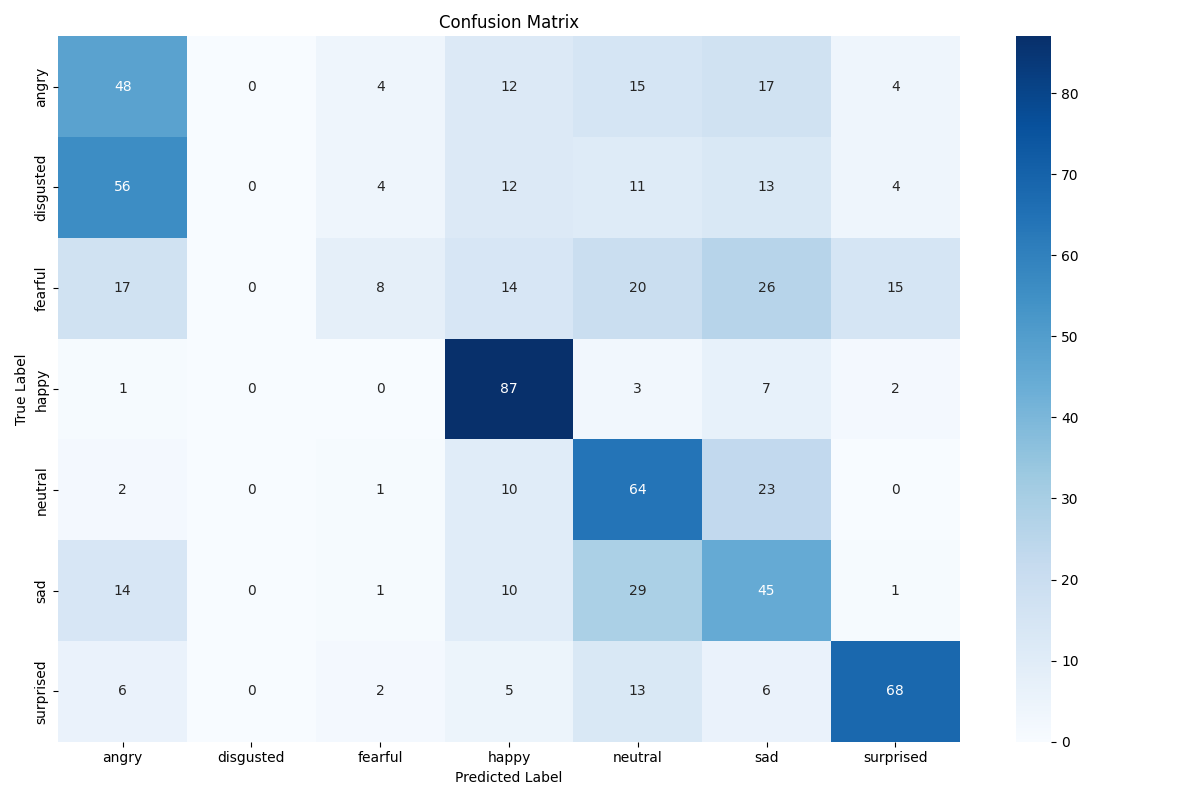 Confusion Matrix
angry 48 0 4 12 15 17 4
disgusted 56 0 4 12 11 13 4
fearful 17 0 8 14 20 26 15
happy 1 0 0 87 3 7 2
neutral 2 0 1 10 64 23 0
sad 14 0 1 10 29 45 1
surprised 6 0 2 5 13 6 68
angry disgusted fearful happy neutral sad surprised
Predicted Label
True Label
80
70
60
50
40
30
20
10
0